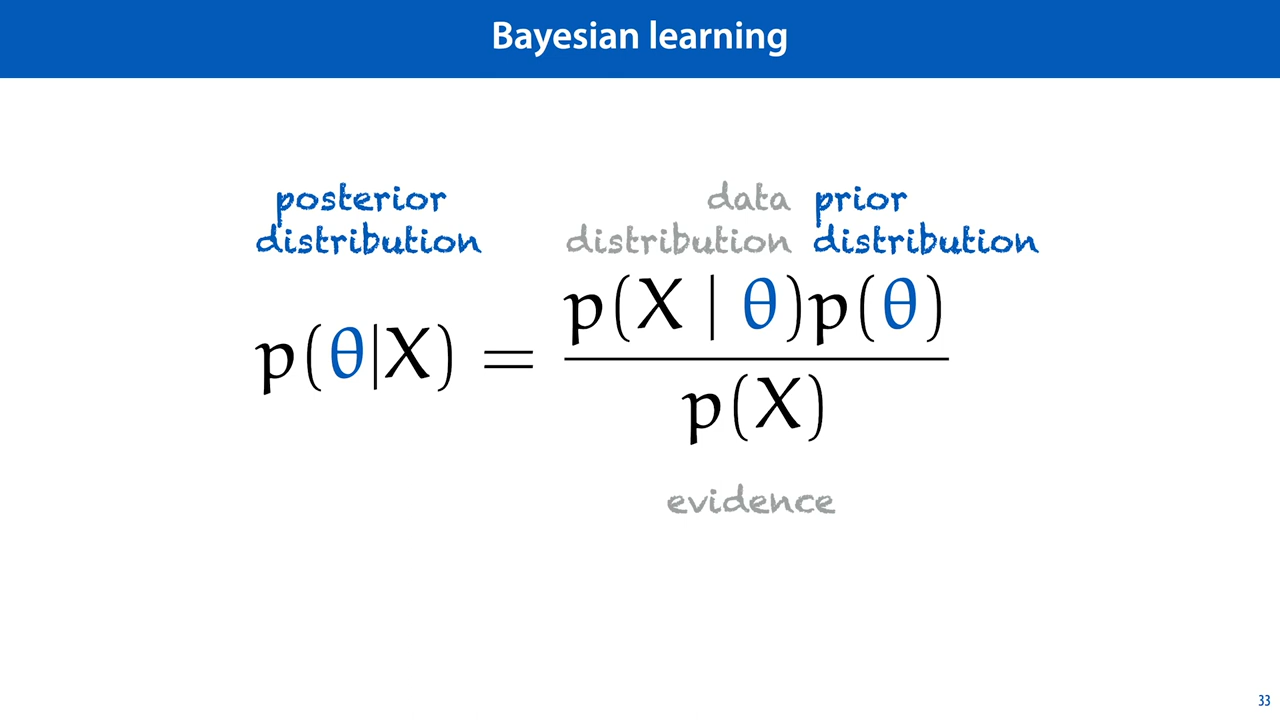 Bayesian learning
posterior
distribution
data prior
distribution distribution
p(θ|X) = p(X | θ)p(θ)
p(X)
evidence
33